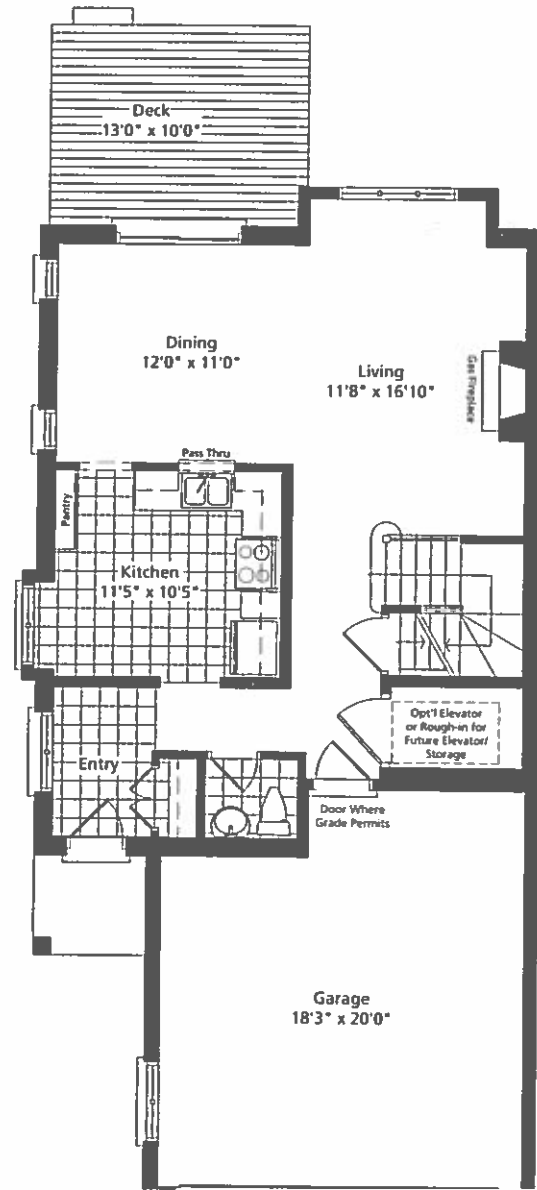 Deck
13'0" x 10'0"
Dining
12'0" x 11'0"
Living
11'8" x 16'10"
Gas Fireplace
Pass Thru
Pantry
Kitchen
11'5" x 10'5"
Opt'l Elevator
or Rough-in for
Future Elevator/
Storage
Entry
Door Where
Grade Permits
Garage
18'3" x 20'0"